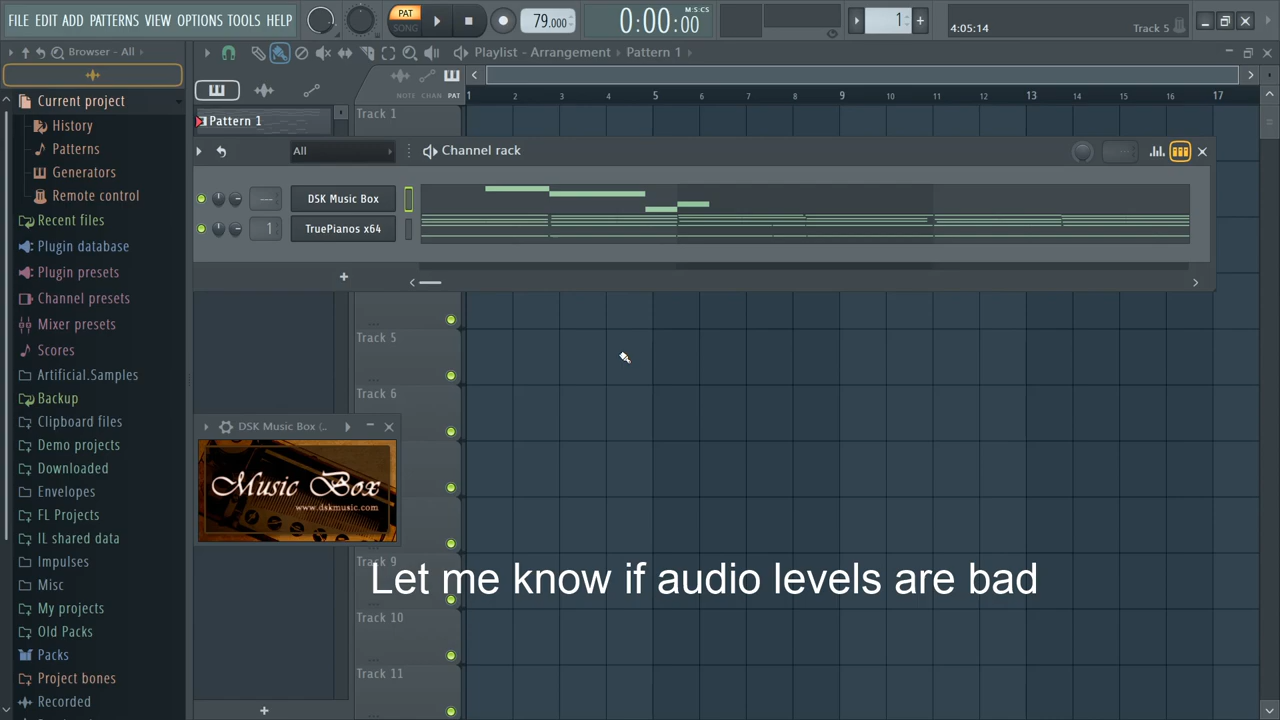 FILE EDIT ADD PATTERNS VIEW OPTIONS TOOLS HELP
PAT
SONG
79.000
0:00:00
1
4:05:14
Track 5
Browser - All
Playlist - Arrangement
Pattern 1
Current project
History
Patterns
Generators
Remote control
Recent files
Plugin database
Plugin presets
Channel presets
Mixer presets
Scores
Artificial.Samples
Backup
Clipboard files
Demo projects
Downloaded
Envelopes
FL Projects
IL shared data
Impulses
Misc
My projects
Old Packs
Packs
Project bones
Recorded
NOTE CHAN PAT
1 2 3 4 5 6 7 8 9 10 11 12 13 14 15 16 17
Pattern 1
Track 1
All
Channel rack
--- DSK Music Box
1 TruePianos x64
Track 5
Track 6
Track 9
Track 10
Track 11
DSK Music Box (..
Music Box
www.dskmusic.com
Let me know if audio levels are bad